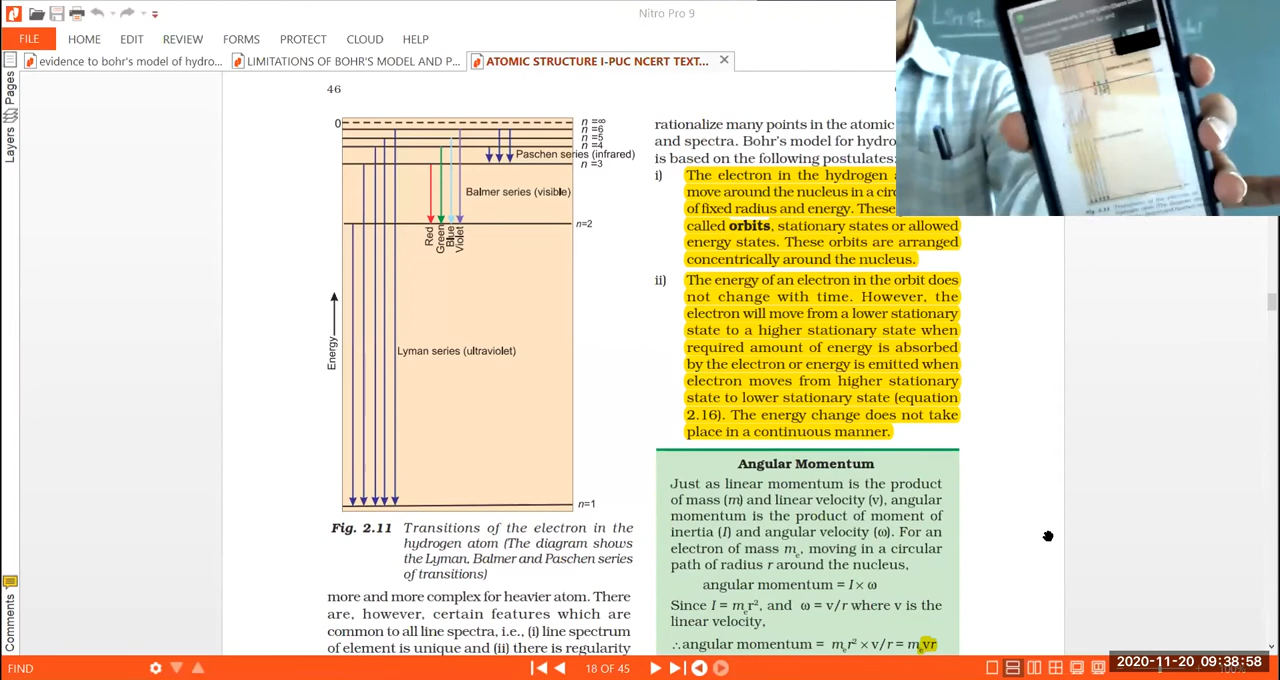 Nitro Pro 9
FILE HOME EDIT REVIEW FORMS PROTECT CLOUD HELP
evidence to bohr's model of hydro...
LIMITATIONS OF BOHR'S MODEL AND P...
ATOMIC STRUCTURE I-PUC NCERT TEXT...
Pages
Layers
Comments
46
0
n =∞
n =6
n =5
n =4
Paschen series (infrared)
n =3
Balmer series (visible)
n=2
Red
Green
Blue
Violet
Energy
Lyman series (ultraviolet)
n=1
Fig. 2.11 Transitions of the electron in the
hydrogen atom (The diagram shows
the Lyman, Balmer and Paschen series
of transitions)
more and more complex for heavier atom. There
are, however, certain features which are
common to all line spectra, i.e., (i) line spectrum
of element is unique and (ii) there is regularity
rationalize many points in the atomic
and spectra. Bohr's model for hydro
is based on the following postulates:
i) The electron in the hydrogen
move around the nucleus in a circ
of fixed radius and energy. These
called orbits, stationary states or allowed
energy states. These orbits are arranged
concentrically around the nucleus.
ii) The energy of an electron in the orbit does
not change with time. However, the
electron will move from a lower stationary
state to a higher stationary state when
required amount of energy is absorbed
by the electron or energy is emitted when
electron moves from higher stationary
state to lower stationary state (equation
2.16). The energy change does not take
place in a continuous manner.
Angular Momentum
Just as linear momentum is the product
of mass (m) and linear velocity (v), angular
momentum is the product of moment of
inertia (I) and angular velocity (ω). For an
electron of mass mₑ, moving in a circular
path of radius r around the nucleus,
angular momentum = I × ω
Since I = mₑr², and ω = v/r where v is the
linear velocity,
∴angular momentum = mₑr² × v/r = mₑvr
FIND
18 OF 45
2020-11-20 09:38:58